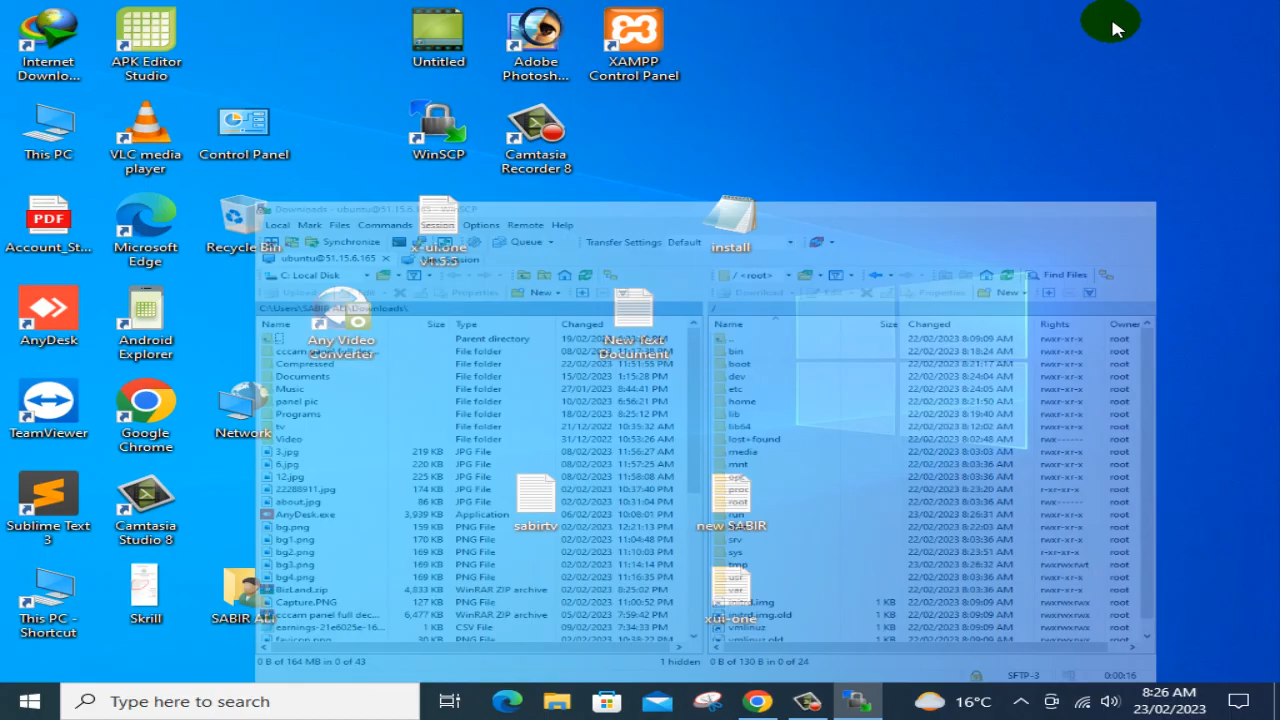 Internet
Downlo...
APK Editor
Studio
Untitled
Adobe
Photosh...
XAMPP
Control Panel
This PC
VLC media
player
Control Panel
WinSCP
Camtasia
Recorder 8
PDF
Account_St...
Microsoft
Edge
Recycle Bin
x-ui.one
v1.5.5
install
AnyDesk
Android
Explorer
Any Video
Converter
New Text
Document
TeamViewer
Google
Chrome
Network
Sublime Text
3
Camtasia
Studio 8
sabirtv
new SABIR
This PC -
Shortcut
Skrill
SABIR ALI
xui-one
Downloads - ubuntu@51.15.6.165 - WinSCP
Local Mark Files Commands Session Options Remote Help
Synchronize Queue Transfer Settings Default
ubuntu@51.15.6.165
C: Local Disk / <root> Find Files
Properties New Download Properties New
C:\Users\SABIR ALI\Downloads\ /
Name Size Type Changed Name Size Changed Rights Owner
Parent directory .. 22/02/2023 8:09:09 AM rwxr-xr-x root
File folder bin 22/02/2023 8:18:24 AM rwxr-xr-x root
Compressed File folder boot 22/02/2023 8:21:17 AM rwxr-xr-x root
Documents File folder 15/02/2023 1:15:28 PM dev 22/02/2023 8:24:04 AM rwxr-xr-x root
Music File folder 27/01/2023 8:44:41 PM etc 22/02/2023 8:24:05 AM rwxr-xr-x root
panel pic File folder 10/02/2023 6:56:21 PM home 22/02/2023 8:21:50 AM rwxr-xr-x root
Programs File folder 18/02/2023 8:25:12 PM lib 22/02/2023 8:19:40 AM rwxr-xr-x root
tv File folder 21/12/2022 10:35:32 AM lib64 22/02/2023 8:12:02 AM rwxr-xr-x root
Video File folder 31/12/2022 10:53:26 AM lost+found 22/02/2023 8:02:48 AM rwx------ root
3.jpg 219 KB JPG File 08/02/2023 11:56:27 AM media 22/02/2023 8:03:03 AM rwxr-xr-x root
6.jpg 220 KB JPG File 08/02/2023 11:57:25 AM mnt 22/02/2023 8:03:36 AM rwxr-xr-x root
12.jpg 225 KB JPG File 08/02/2023 11:58:08 AM opt 22/02/2023 8:03:36 AM rwxr-xr-x root
22288911.jpg 174 KB JPG File 02/02/2023 10:37:40 PM proc 22/02/2023 8:23:20 AM r-xr-xr-x root
about.jpg 86 KB JPG File 02/02/2023 10:31:04 PM root 22/02/2023 8:03:36 AM root
AnyDesk.exe 3,939 KB Application 06/02/2023 10:08:01 PM run 23/02/2023 8:26:31 AM rwxr-xr-x root
bg.png 159 KB PNG File 02/02/2023 12:21:13 PM srv 22/02/2023 8:22:03 AM rwxr-xr-x root
bg1.png 170 KB PNG File 02/02/2023 11:04:48 PM 22/02/2023 8:03:36 AM rwxr-xr-x root
bg2.png 169 KB PNG File 02/02/2023 11:10:03 PM sys 22/02/2023 8:23:51 AM r-xr-xr-x root
bg3.png 169 KB PNG File 02/02/2023 11:14:14 PM tmp 23/02/2023 8:26:32 AM rwxrwxrwt root
bg4.png 169 KB PNG File 02/02/2023 11:16:35 PM usr 22/02/2023 8:03:36 AM rwxr-xr-x root
BizLand.zip 4,833 KB WinRAR ZIP archive 02/02/2023 8:25:02 PM 22/02/2023 8:03:36 AM rwxr-xr-x root
Capture.PNG 127 KB PNG File 02/02/2023 11:00:52 PM initrd.img 1 KB 22/02/2023 8:09:09 AM rwxrwxrwx root
cccam panel full dec... 6,477 KB WinRAR ZIP archive 05/02/2023 7:59:42 PM initrd.img.old 1 KB 22/02/2023 8:09:09 AM rwxrwxrwx root
earnings-21e6025e-16... 1 KB CSV File 08/02/2023 7:34:33 PM vmlinuz 1 KB 22/02/2023 8:09:09 AM rwxrwxrwx root
favicon.png 30 KB PNG File 02/02/2023 10:38:22 PM vmlinuz.old 1 KB 22/02/2023 8:09:09 AM rwxrwxrwx root
0 B of 164 MB in 0 of 43 1 hidden 0 B of 130 B in 0 of 24
SFTP-3 0:00:16
Type here to search
16°C
8:26 AM
23/02/2023